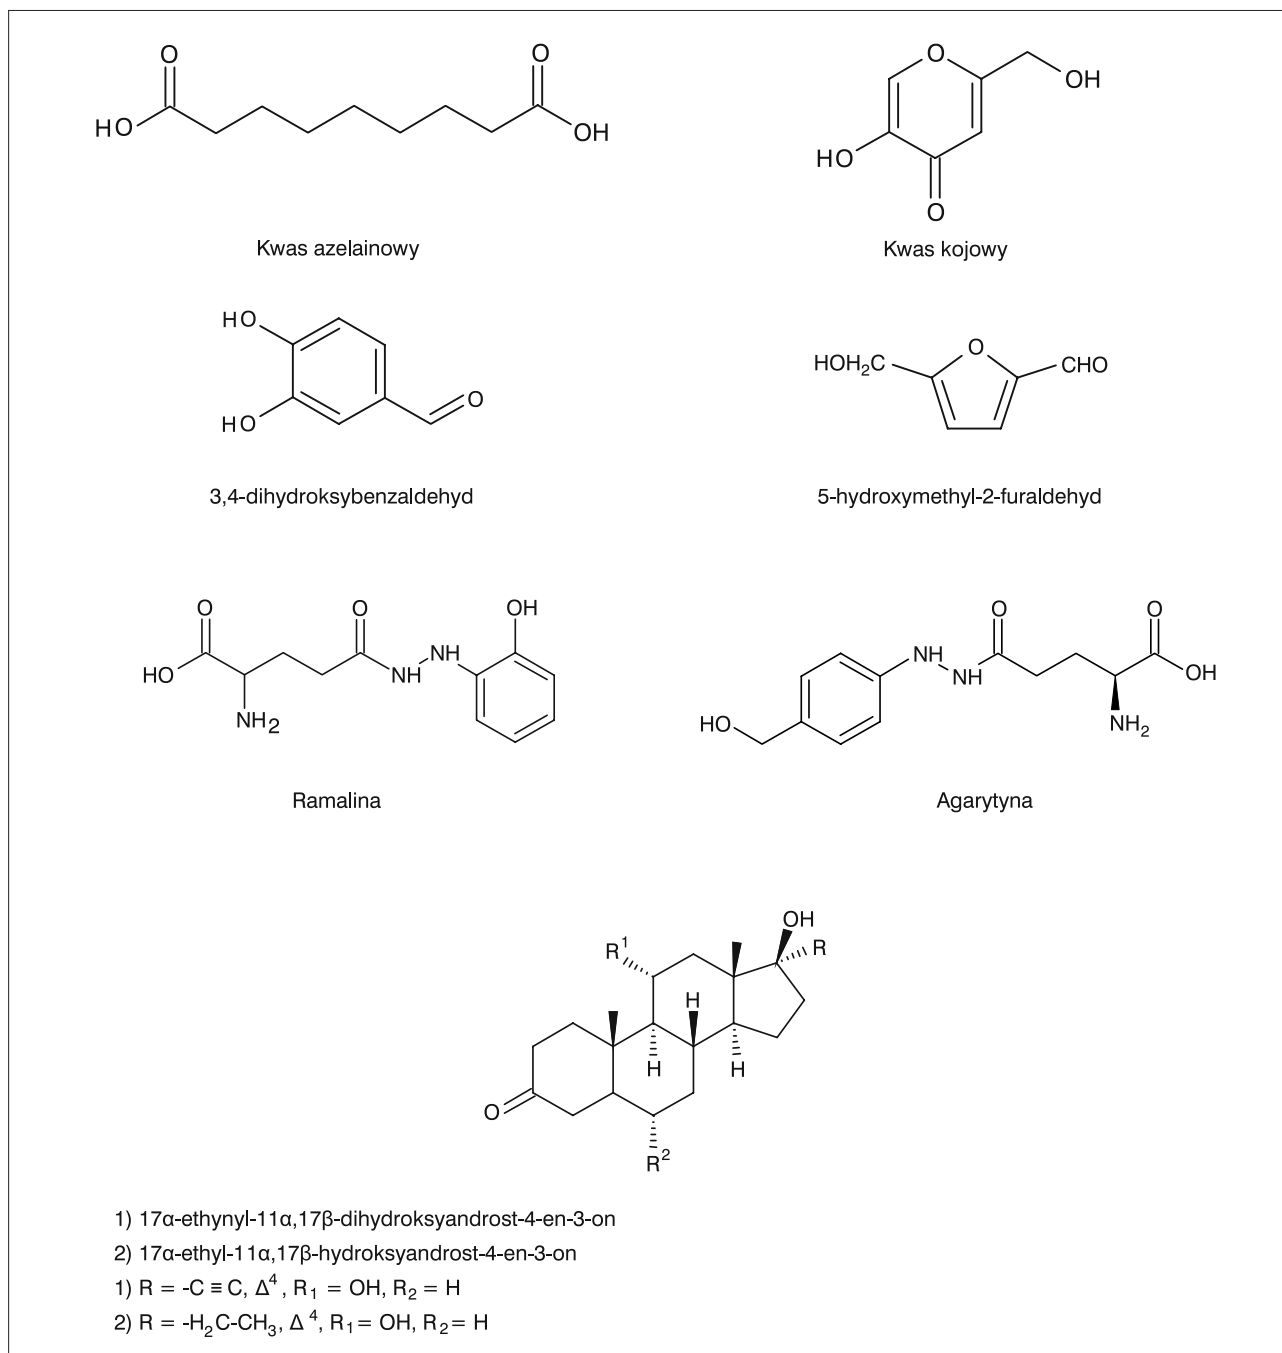 O O
HO OH
Kwas azelainowy
O OH
HO O
Kwas kojowy
HO
HO O
3,4-dihydroksybenzaldehyd
HOH₂C O CHO
5-hydroxymethyl-2-furaldehyd
O O OH
HO NH NH
NH₂
Ramalina
NH NH O O
HO OH
NH₂
Agarytyna
OH
R¹ R
H
H H
O
R²
1) 17α-ethynyl-11α,17β-dihydroksyandrost-4-en-3-on
2) 17α-ethyl-11α,17β-hydroksyandrost-4-en-3-on
1) R = -C ≡ C, Δ⁴, R₁ = OH, R₂ = H
2) R = -H₂C-CH₃, Δ ⁴, R₁= OH, R₂= H